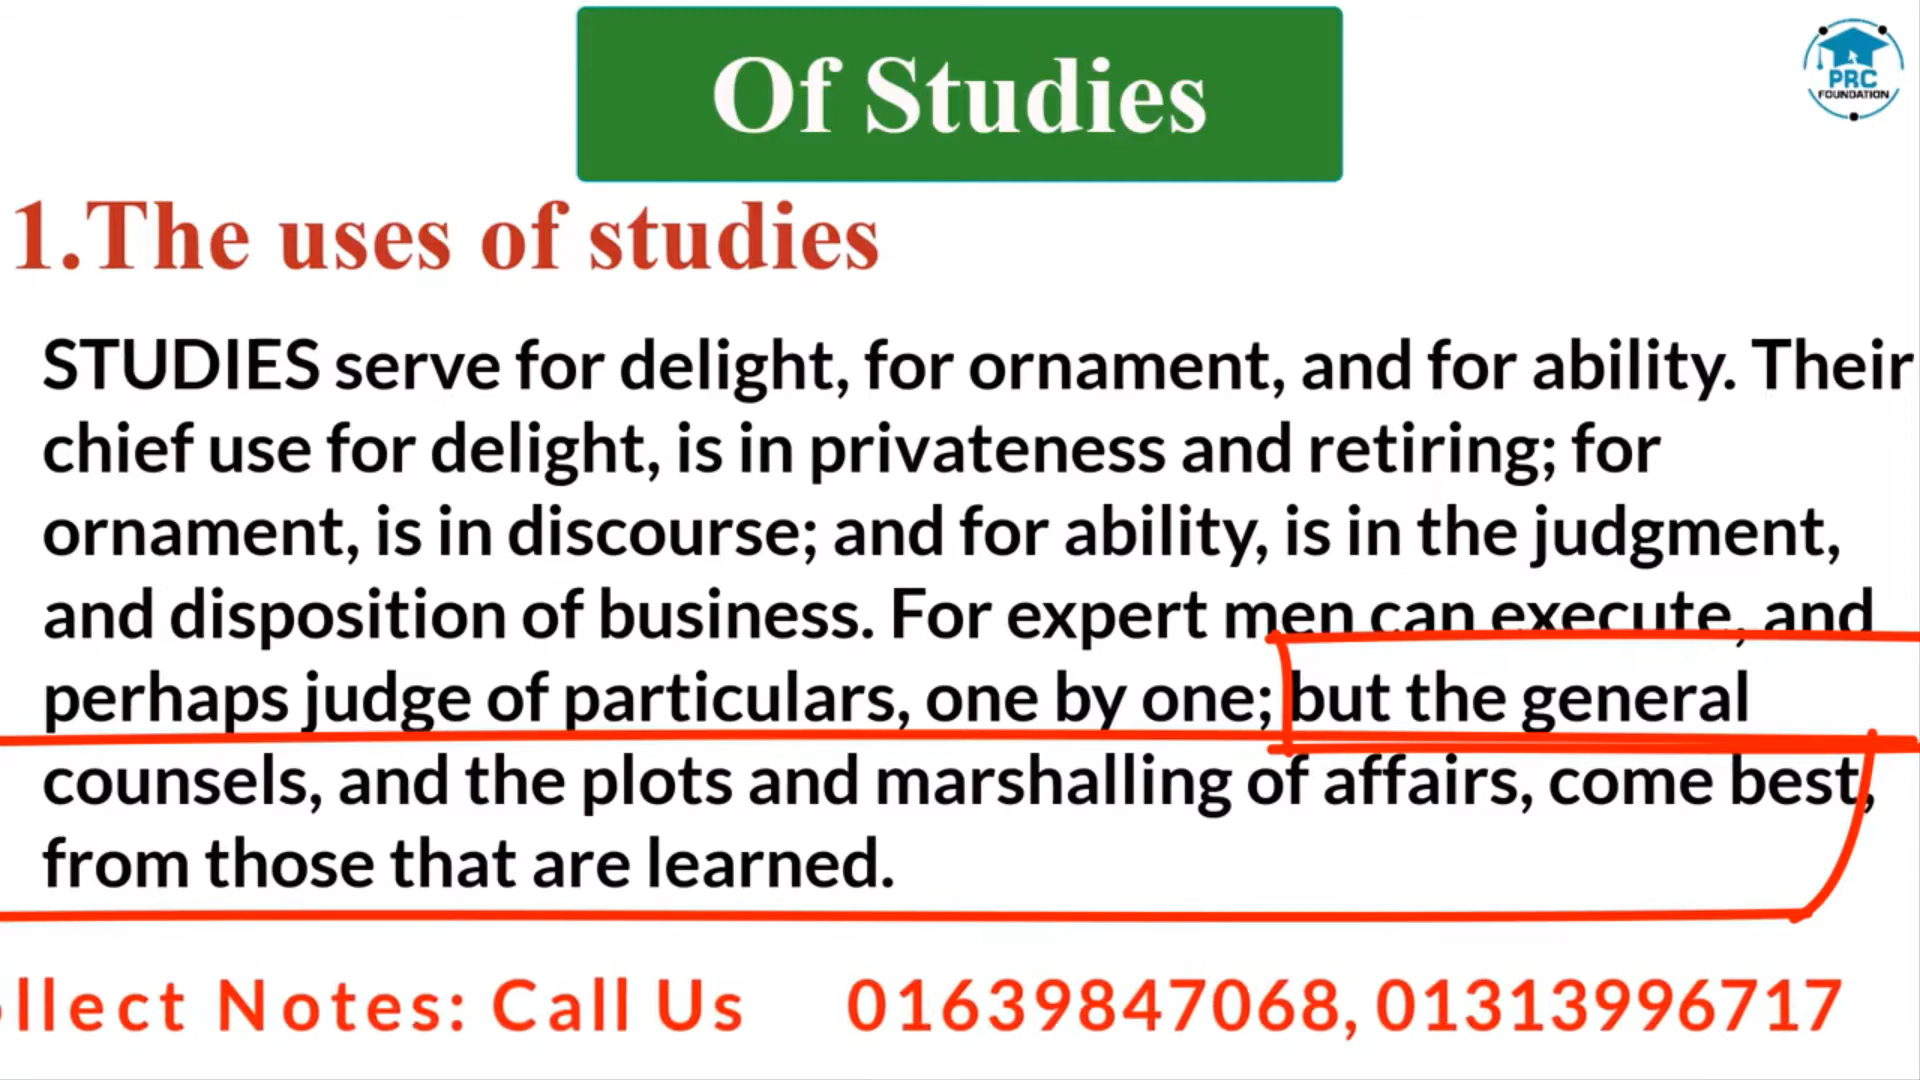 Of Studies
PRC
FOUNDATION
1.The uses of studies
STUDIES serve for delight, for ornament, and for ability. Their
chief use for delight, is in privateness and retiring; for
ornament, is in discourse; and for ability, is in the judgment,
and disposition of business. For expert men can execute, and
perhaps judge of particulars, one by one; but the general
counsels, and the plots and marshalling of affairs, come best,
from those that are learned.
ollect Notes: Call Us 01639847068, 01313996717